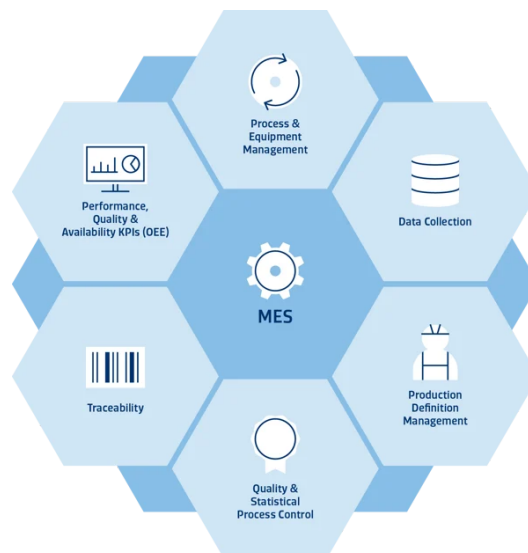 Process &
Equipment
Management
Performance,
Quality &
Availability KPIs (OEE)
Data Collection
MES
Traceability
Production
Definition
Management
Quality &
Statistical
Process Control